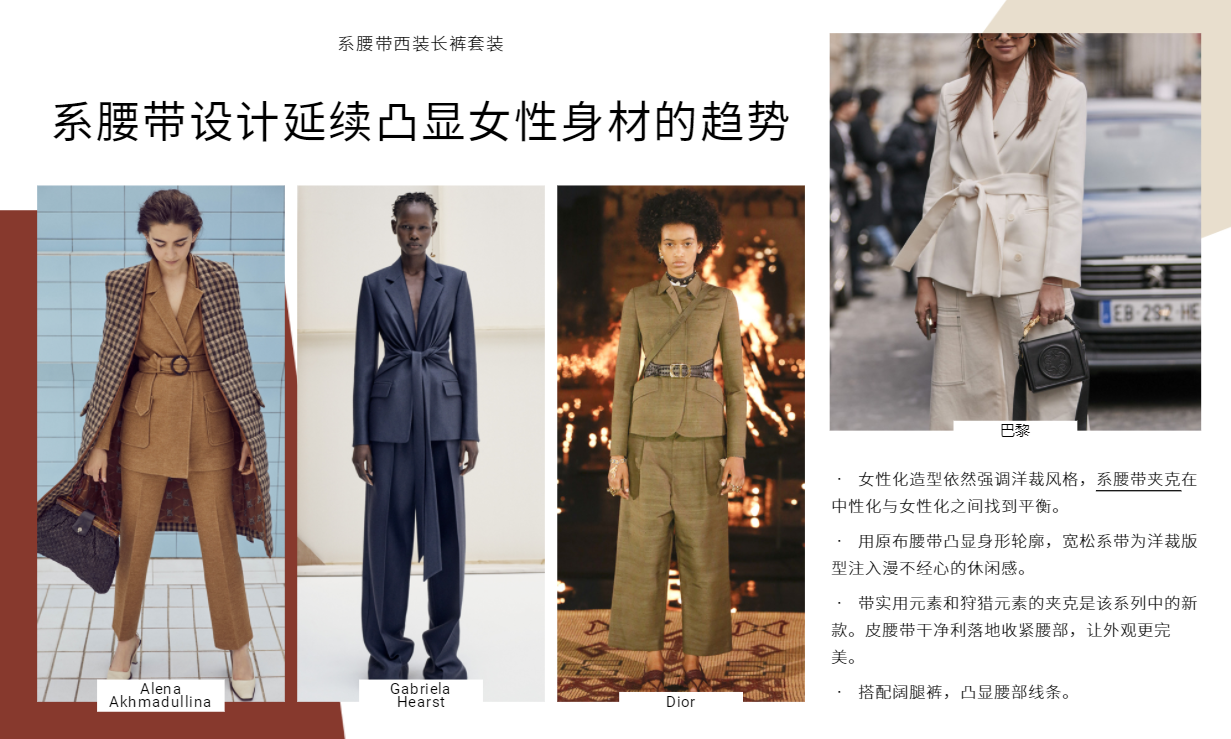 系腰带西装长裤套装
系腰带设计延续凸显女性身材的趋势
EB-292-HE
Alena
Akhmadullina
Gabriela
Hearst
Dior
巴黎
· 女性化造型依然强调洋裁风格，系腰带夹克在
中性化与女性化之间找到平衡。
· 用原布腰带凸显身形轮廓，宽松系带为洋裁版
型注入漫不经心的休闲感。
· 带实用元素和狩猎元素的夹克是该系列中的新
款。皮腰带干净利落地收紧腰部，让外观更完
美。
· 搭配阔腿裤，凸显腰部线条。